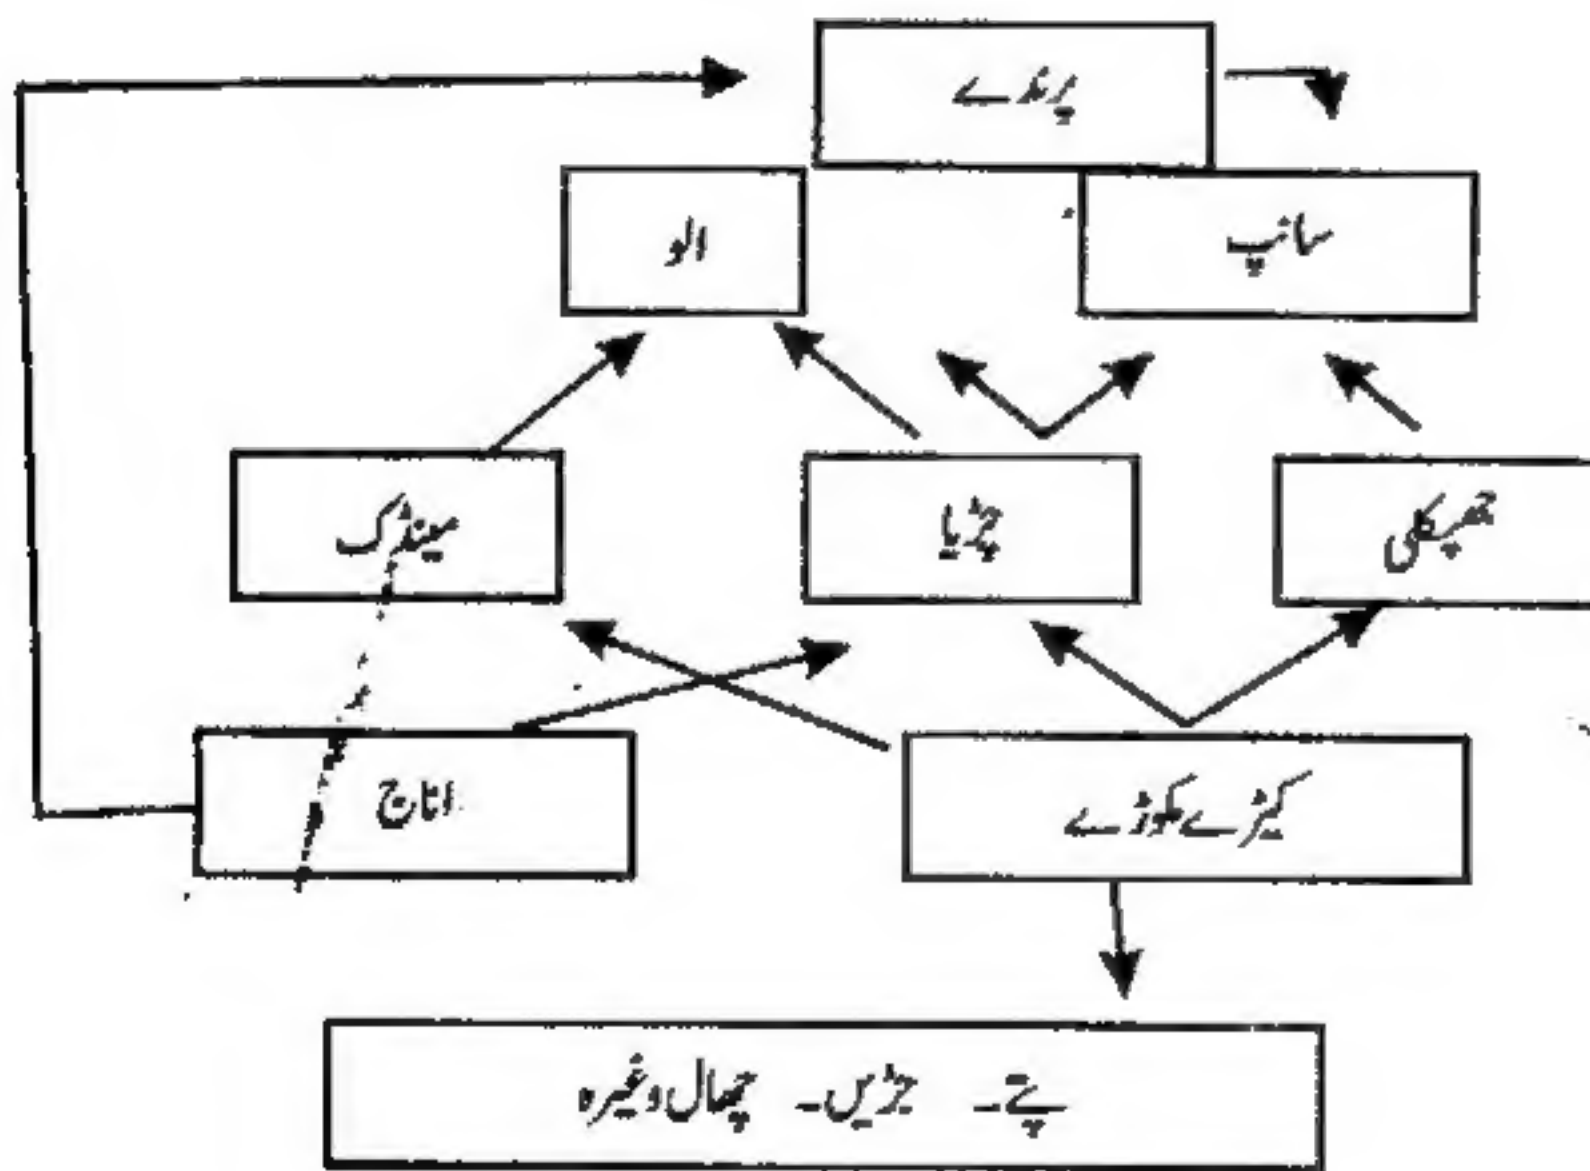 پرندے
الو
سانپ
مینڈک
چڑیا
چھپکلی
اناج
کیڑے مکوڑے
پتے۔ جڑیں۔ چھال وغیرہ